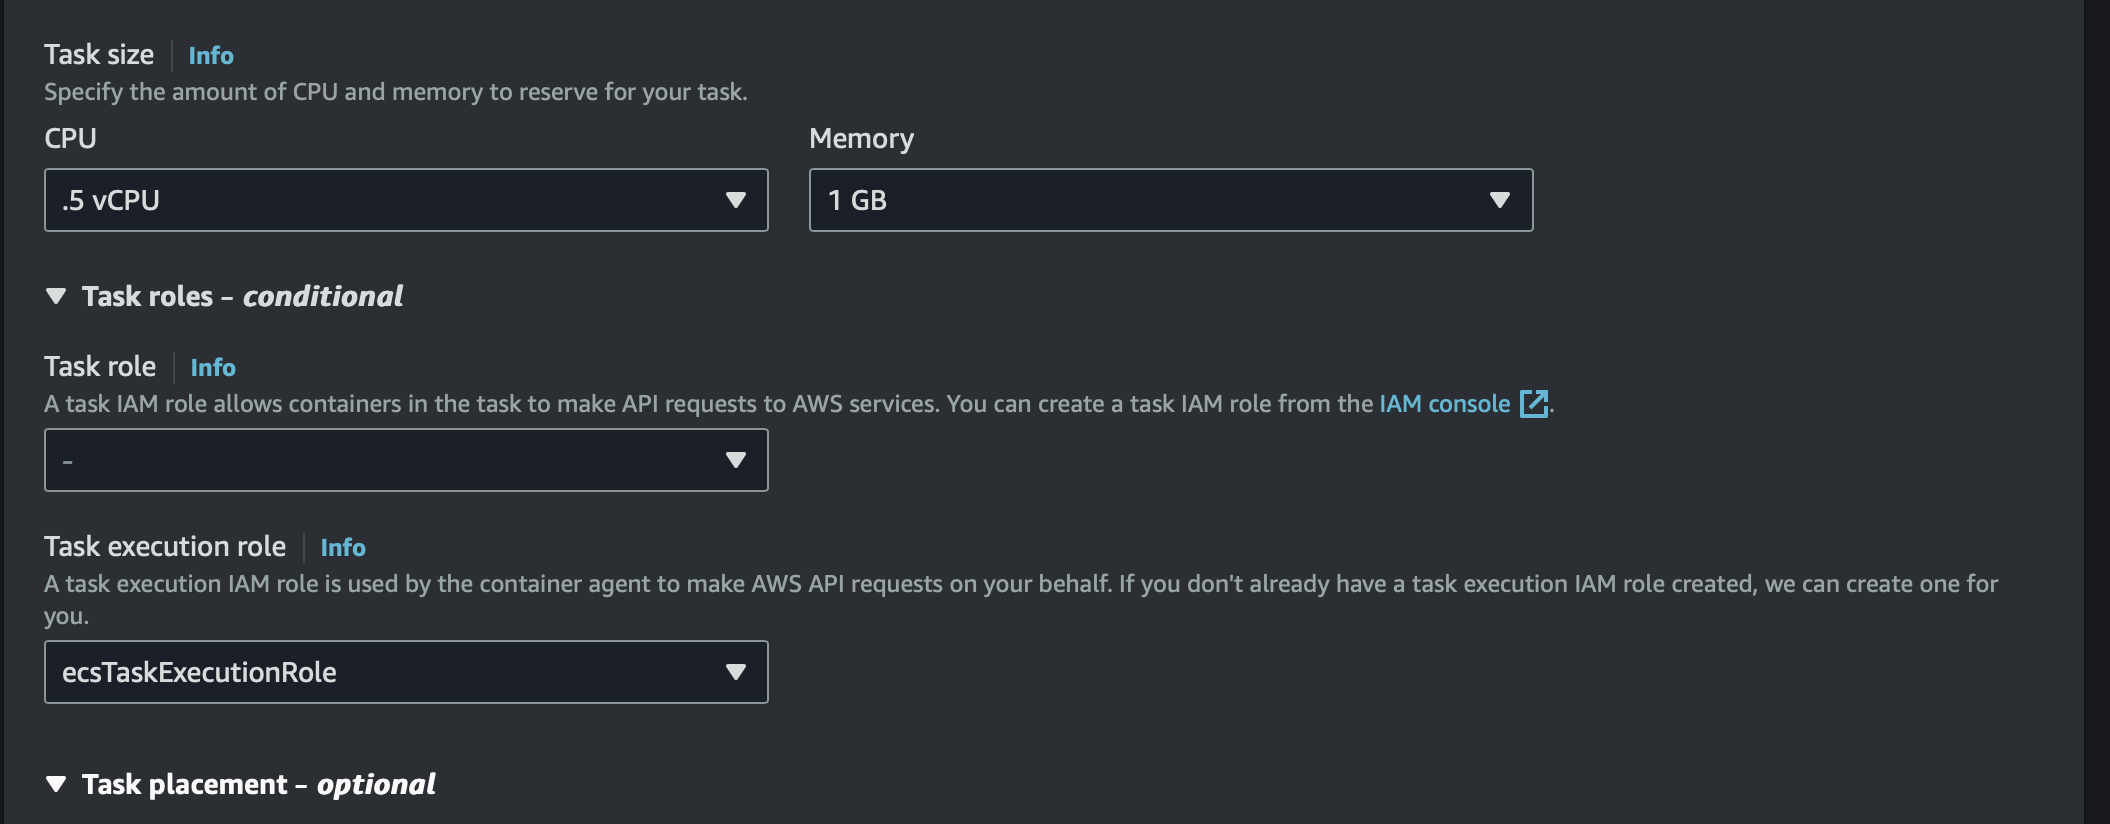 Task size Info
Specify the amount of CPU and memory to reserve for your task.
CPU Memory
.5 vCPU 1 GB
Task roles – conditional
Task role Info
A task IAM role allows containers in the task to make API requests to AWS services. You can create a task IAM role from the IAM console.
-
Task execution role Info
A task execution IAM role is used by the container agent to make AWS API requests on your behalf. If you don't already have a task execution IAM role created, we can create one for
you.
ecsTaskExecutionRole
Task placement – optional